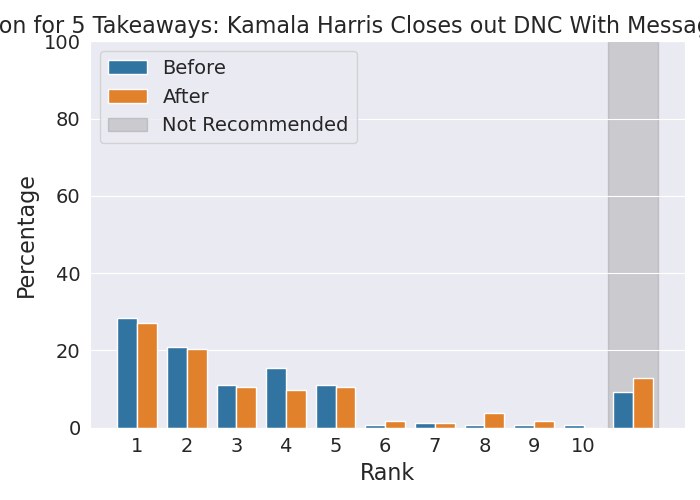 on for 5 Takeaways: Kamala Harris Closes out DNC With Messag
100
80
60
40
20
0
Percentage
Before
After
Not Recommended
1 2 3 4 5 6 7 8 9 10
Rank